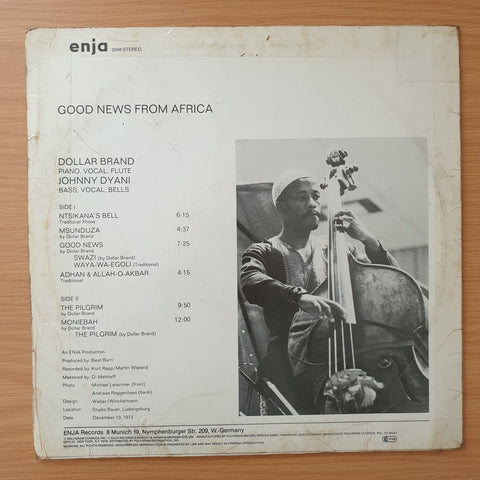 enja 2048 STEREO
GOOD NEWS FROM AFRICA
DOLLAR BRAND
PIANO, VOCAL, FLUTE
JOHNNY DYANI
BASS, VOCAL, BELLS
SIDE I
NTSIKANA'S BELL 6:15
Traditional Xhosa
MSUNDUZA 4:37
by Dollar Brand
GOOD NEWS 7:25
by Dollar Brand
SWAZI (by Dollar Brand)
WAYA-WA-EGOLI (Traditional)
ADHAN & ALLAH-O-AKBAR 4:15
Traditional
SIDE II
THE PILGRIM 9:50
by Dollar Brand
MONIEBAH 12:00
by Dollar Brand
THE PILGRIM (by Dollar Brand)
An ENJA Production
Produced by: Beat Burri
Recorded by: Kurt Rapp/Martin Wieland
Mastered by: D.
Photo Michael Leischner (front)
Andreas Raggenbass (back)
Design Weber/Winckelmann
Location Studio Bauer, Ludwigsburg
Date December 10, 1973
ENJA Records 8 Munich 19, Nymphenburger Str. 209, W.-Germany